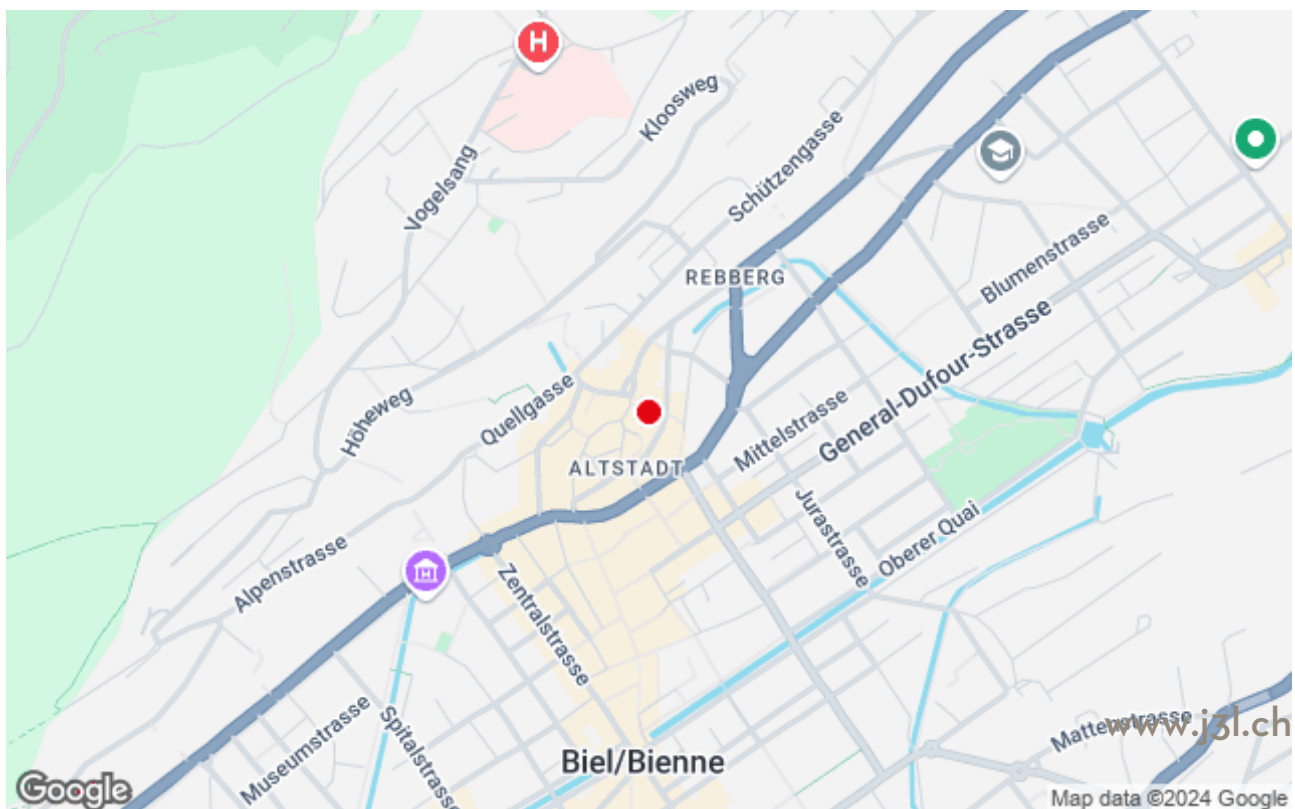 H
Kloosweg
Vogelsang
Schützengasse
REBBERG
Blumenstrasse
General-Dufour-Strasse
Höheweg
Quellgasse
Mittelstrasse
ALTSTADT
Jurastrasse
Oberer Quai
Alpenstrasse
Zentralstrasse
Museumstrasse
Spitalstrasse
Biel/Bienne
Mattenstrasse
www.j3l.ch
Google
Map data ©2024 Google